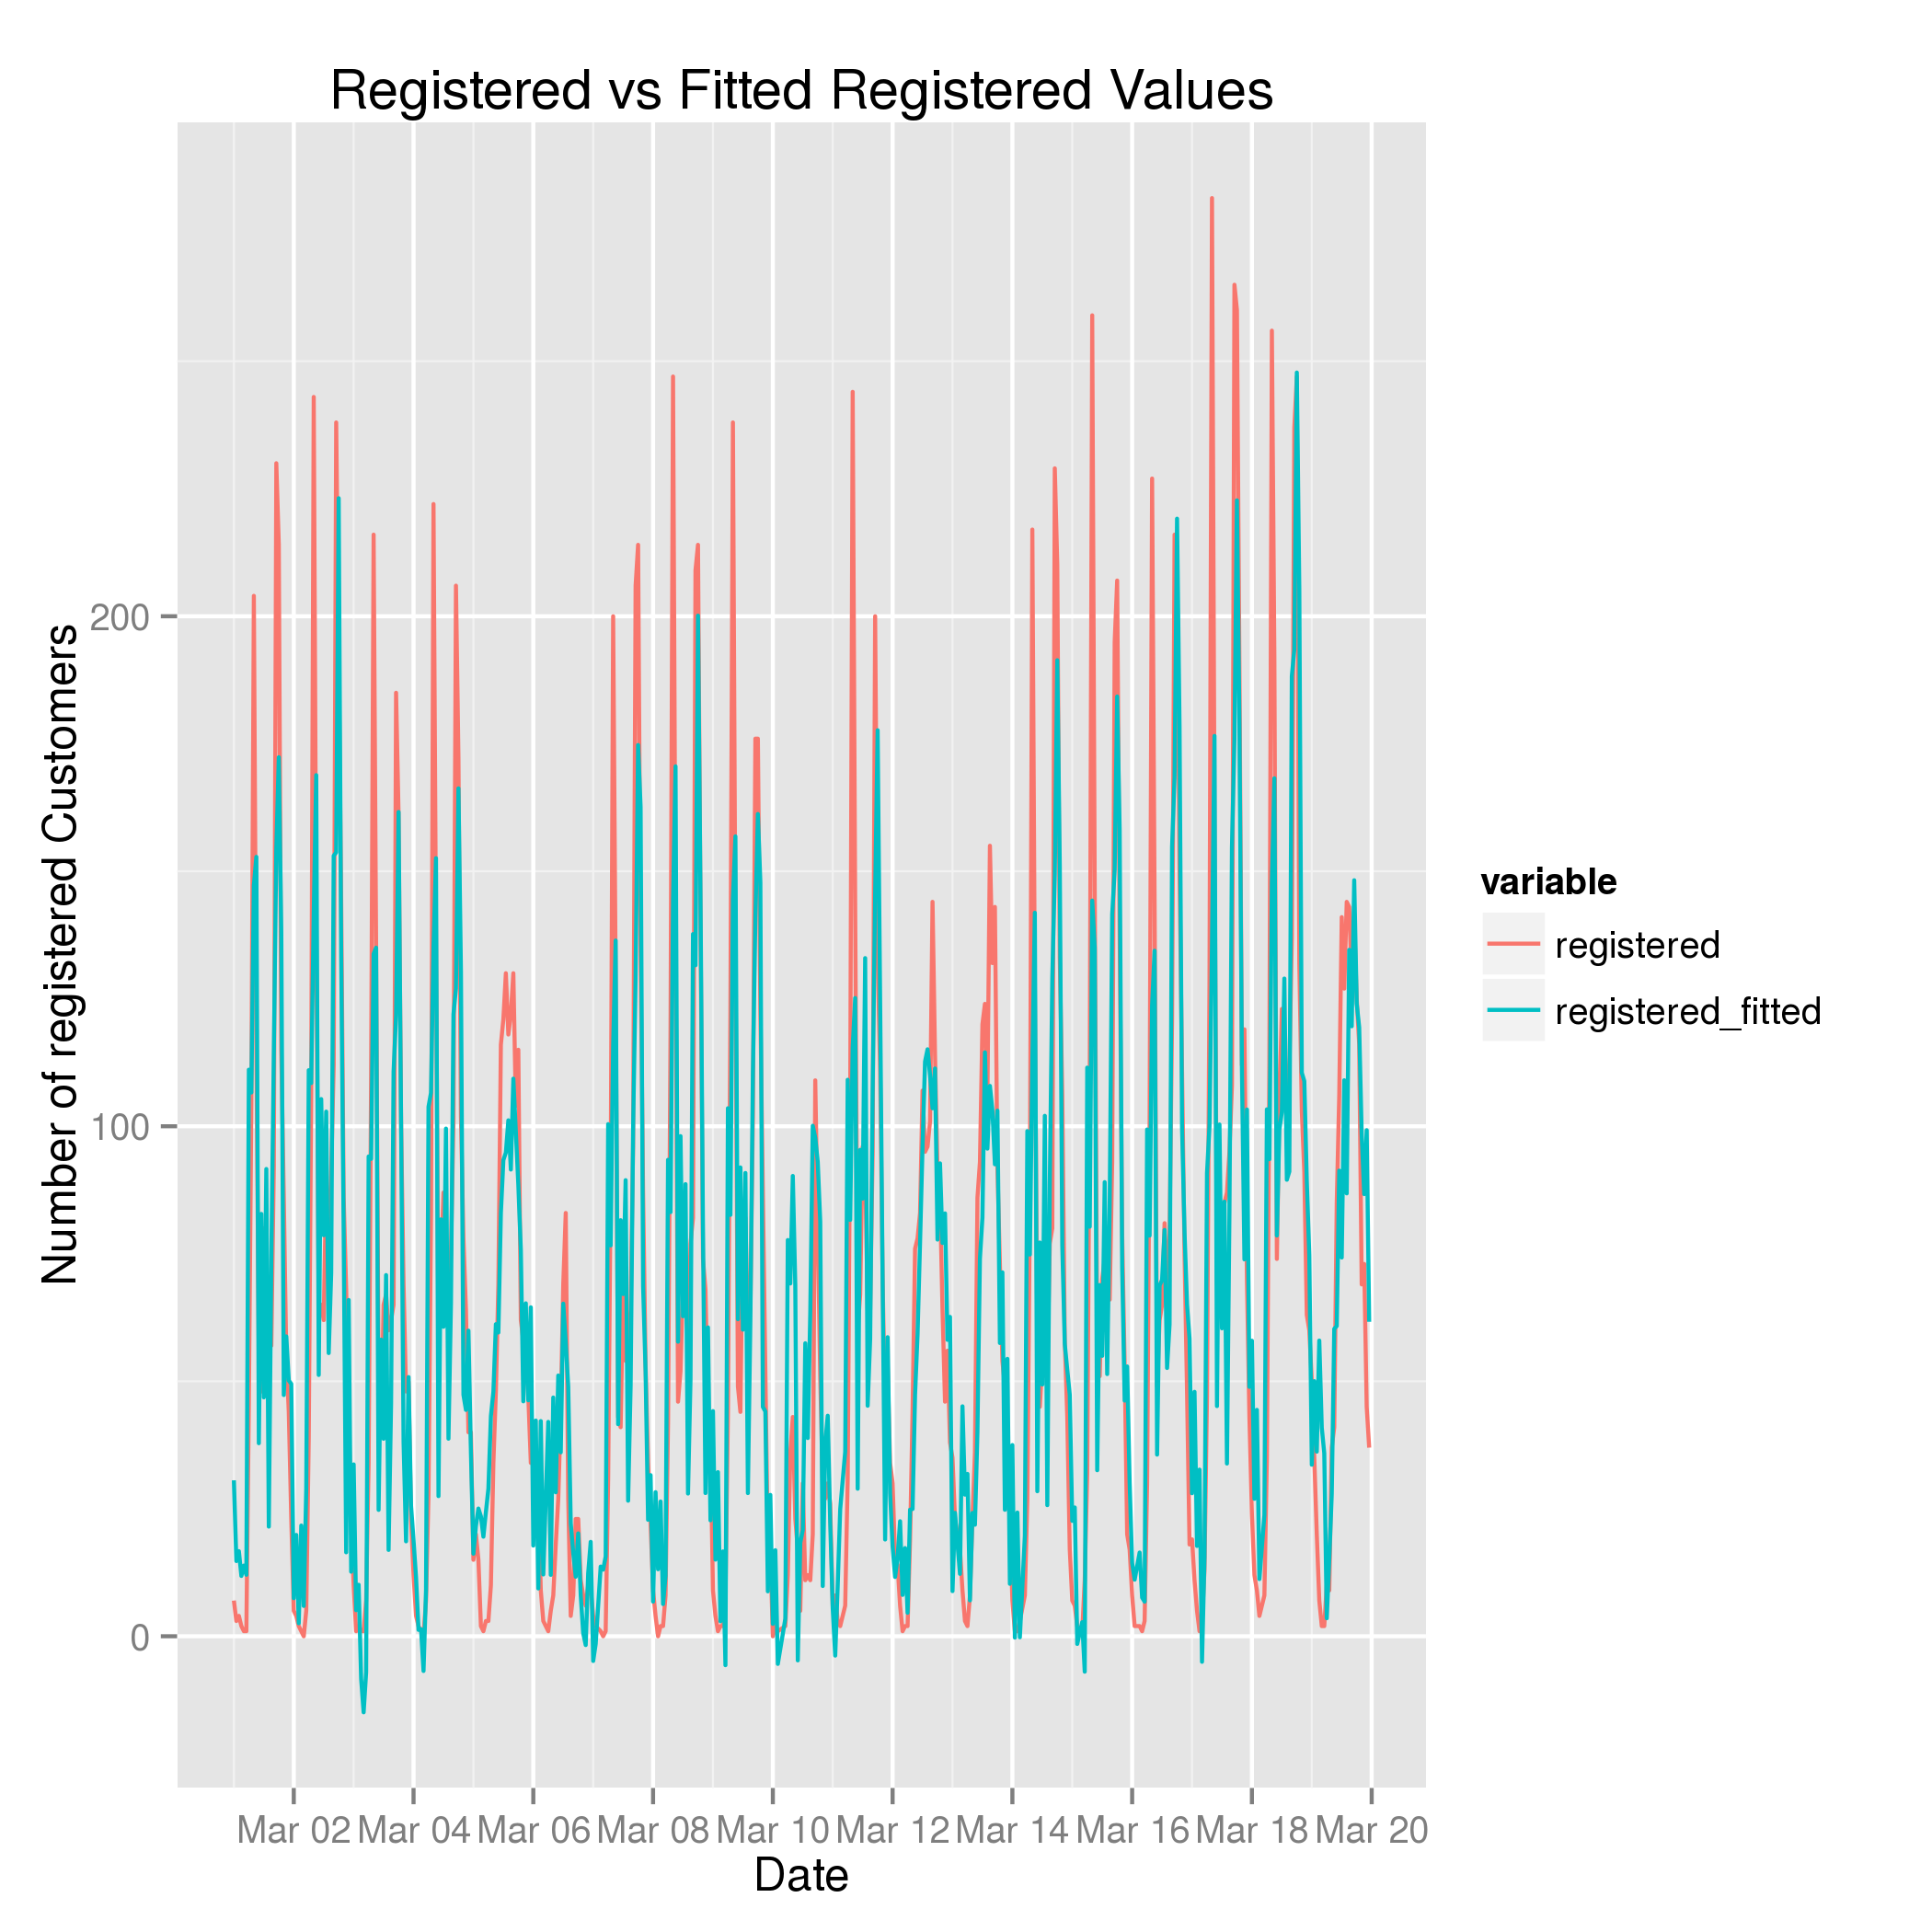 Registered vs Fitted Registered Values
Number of registered Customers
200
100
0
Mar 02 Mar 04 Mar 06 Mar 08 Mar 10 Mar 12 Mar 14 Mar 16 Mar 18 Mar 20
Date
variable
registered
registered_fitted